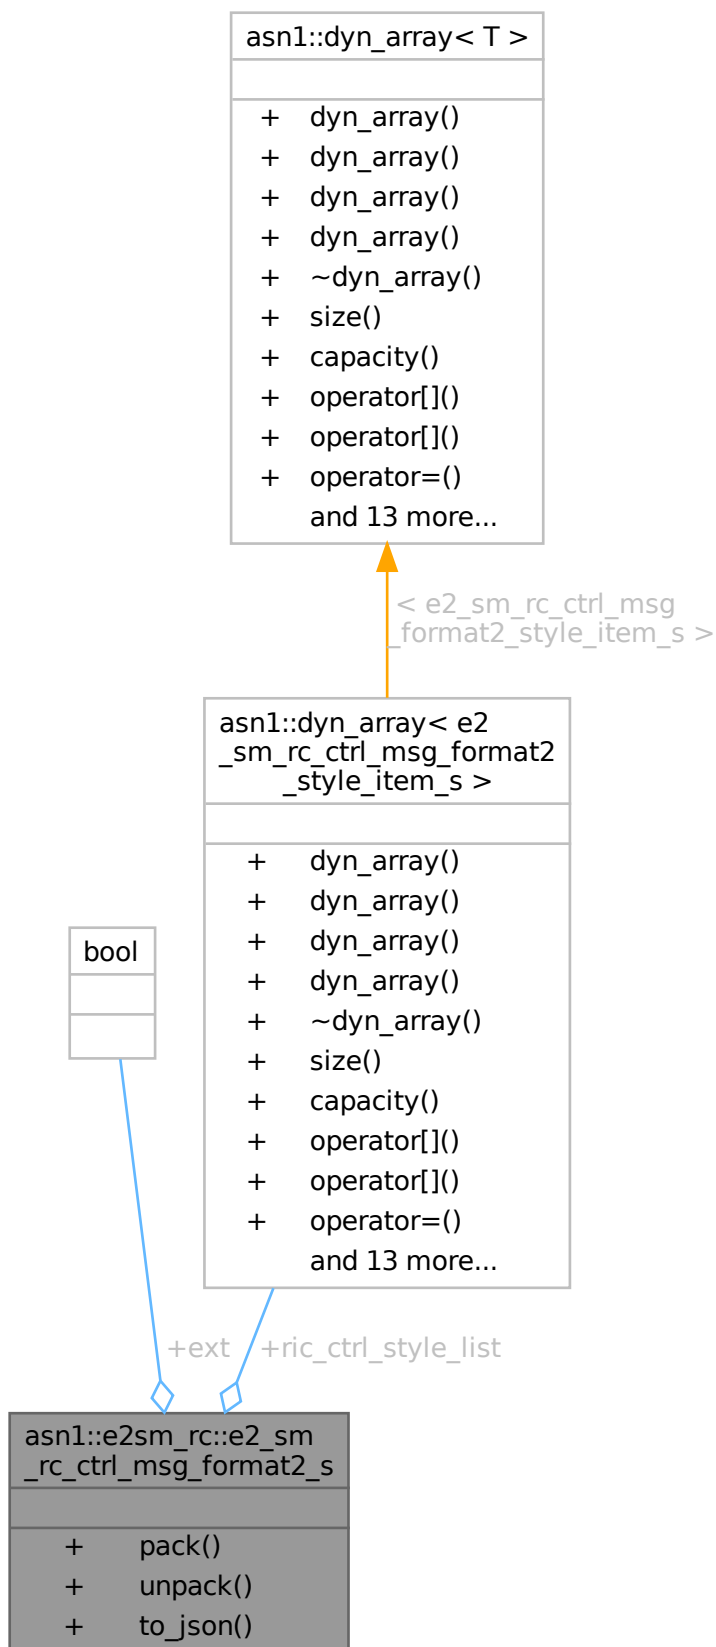 asn1::dyn_array< T >
+ dyn_array()
+ dyn_array()
+ dyn_array()
+ dyn_array()
+ ~dyn_array()
+ size()
+ capacity()
+ operator[]()
+ operator[]()
+ operator=()
and 13 more...
< e2_sm_rc_ctrl_msg
_format2_style_item_s >
asn1::dyn_array< e2
_sm_rc_ctrl_msg_format2
_style_item_s >
+ dyn_array()
+ dyn_array()
+ dyn_array()
+ dyn_array()
+ ~dyn_array()
+ size()
+ capacity()
+ operator[]()
+ operator[]()
+ operator=()
and 13 more...
bool
+ext
+ric_ctrl_style_list
asn1::e2sm_rc::e2_sm
_rc_ctrl_msg_format2_s
+ pack()
+ unpack()
+ to_json()